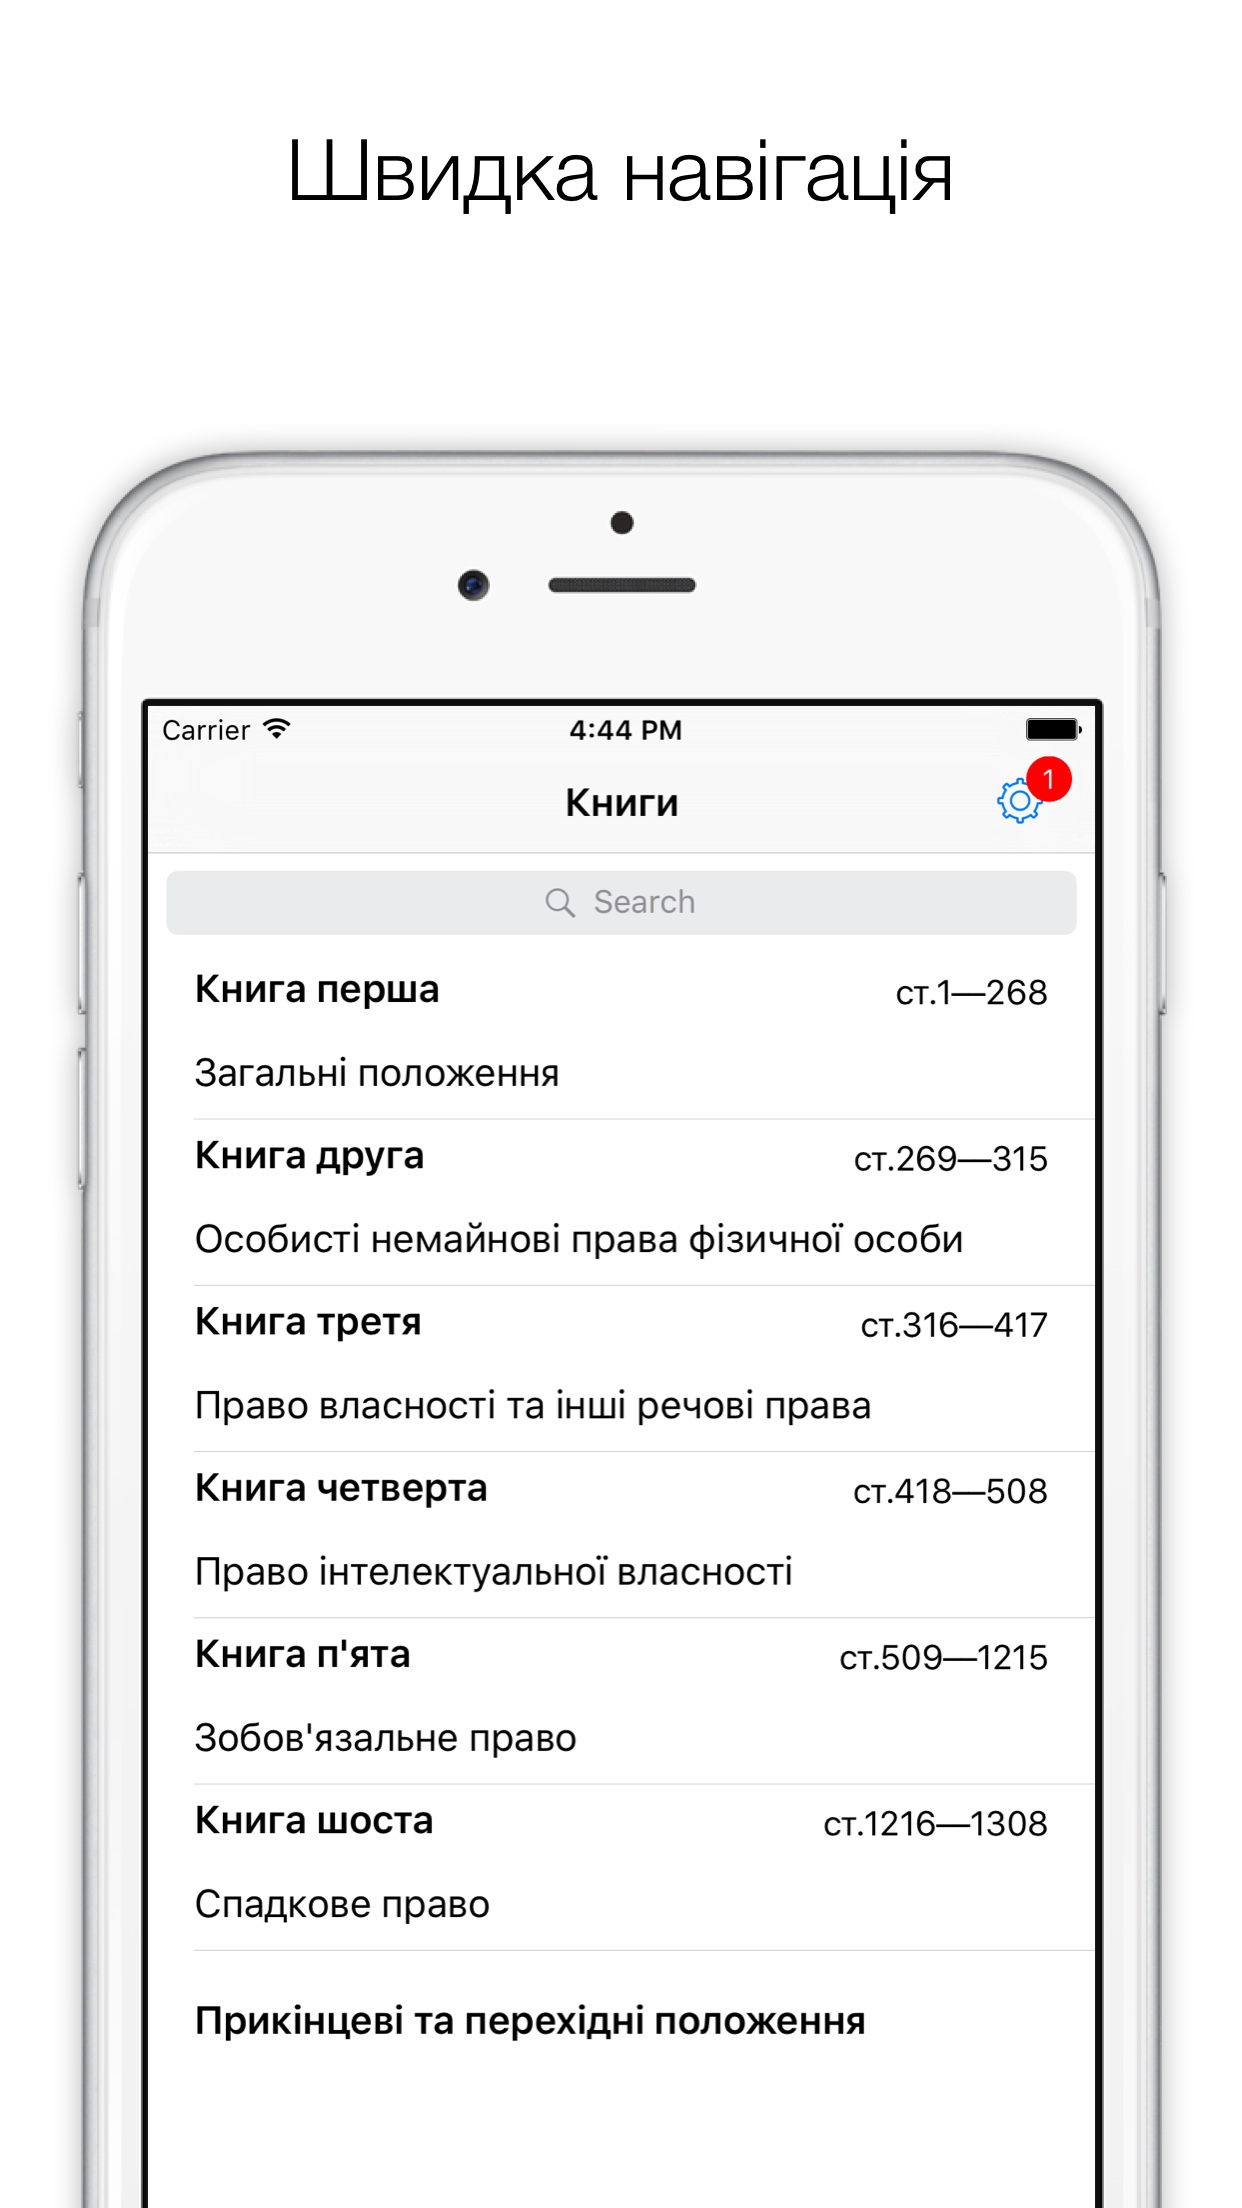 Швидка навігація
Carrier 4:44 PM
Книги 1
Search
Книга перша ст.1—268
Загальні положення
Книга друга ст.269—315
Особисті немайнові права фізичної особи
Книга третя ст.316—417
Право власності та інші речові права
Книга четверта ст.418—508
Право інтелектуальної власності
Книга п'ята ст.509—1215
Зобов'язальне право
Книга шоста ст.1216—1308
Спадкове право
Прикінцеві та перехідні положення